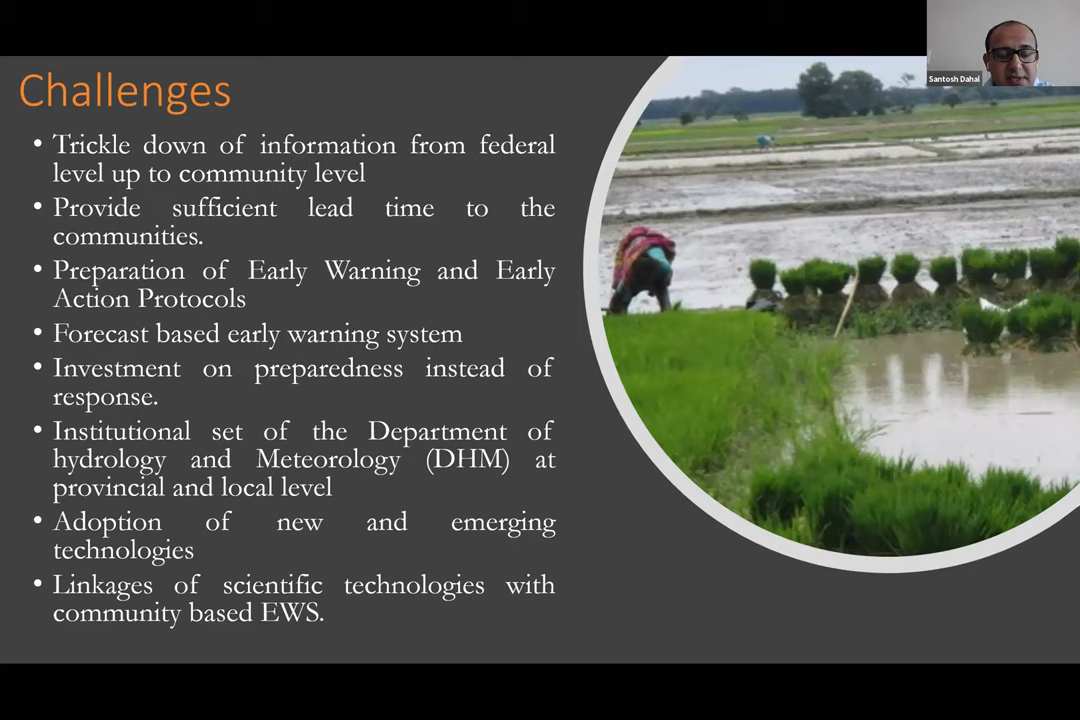 Santosh Dahal
Challenges
• Trickle down of information from federal
level up to community level
• Provide sufficient lead time to the
communities.
• Preparation of Early Warning and Early
Action Protocols
• Forecast based early warning system
• Investment on preparedness instead of
response.
• Institutional set of the Department of
hydrology and Meteorology (DHM) at
provincial and local level
• Adoption of new and emerging
technologies
• Linkages of scientific technologies with
community based EWS.